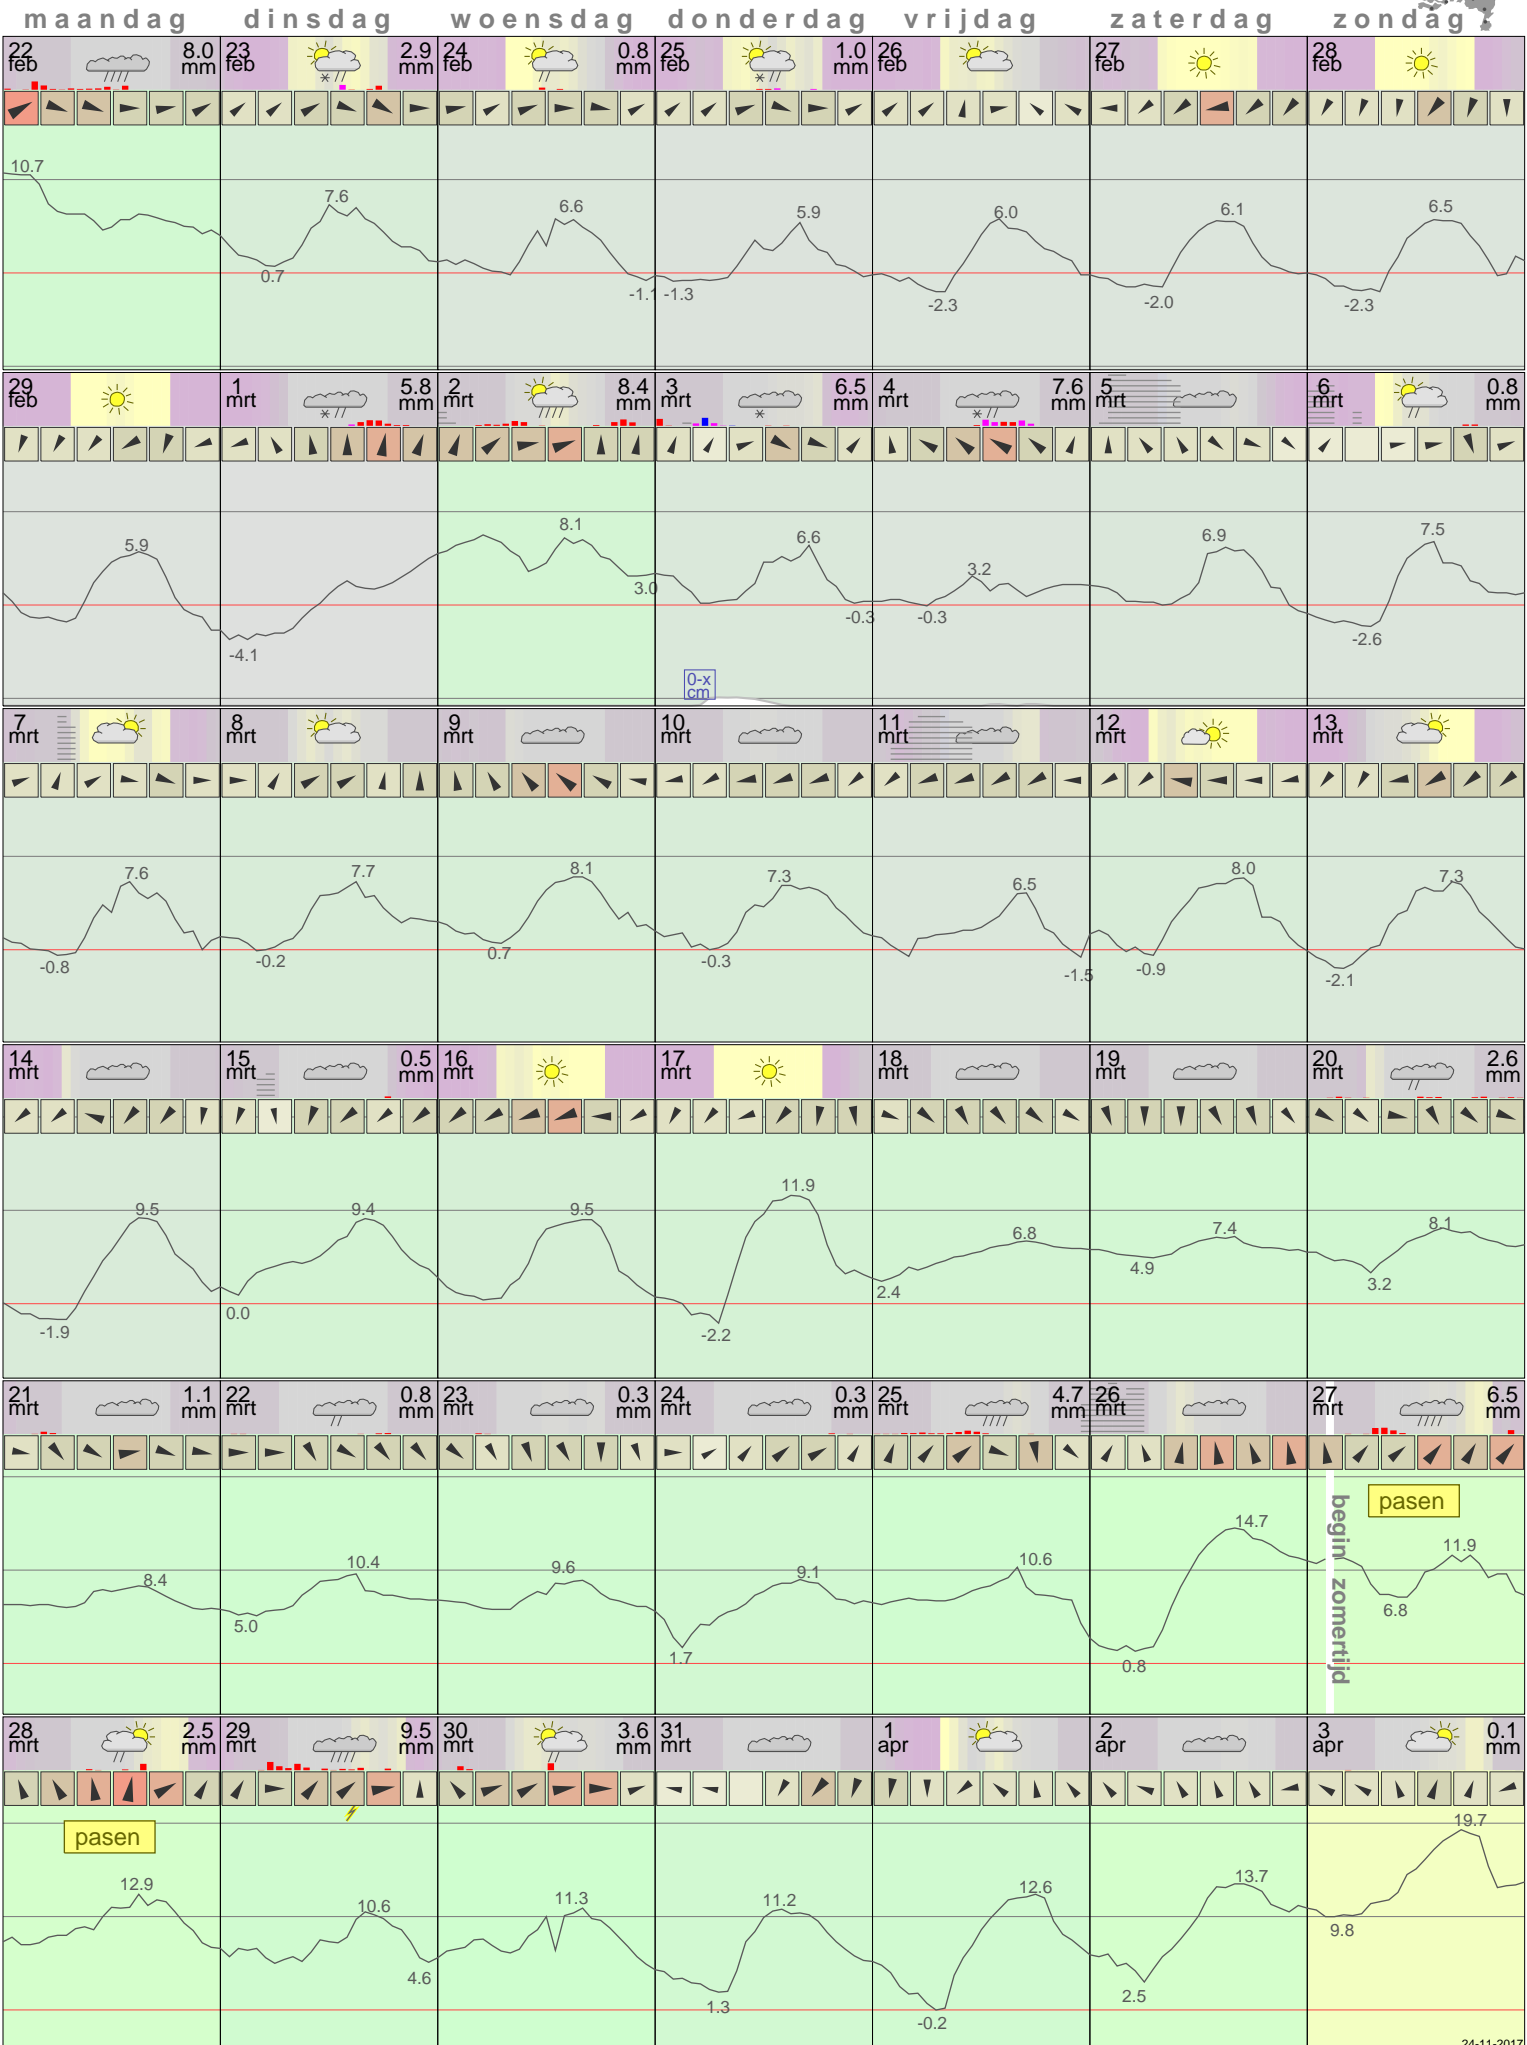 maandag dinsdag woensdag donderdag vrijdag zaterdag zondag
22 feb 8.0 mm 23 feb 2.9 mm 24 feb 0.8 mm 25 feb 1.0 mm 26 feb 27 feb 28 feb
10.7 7.6 6.6 5.9 6.0 6.1 6.5
0.7 -1.1 -1.3 -2.3 -2.0 -2.3
29 feb 1 mrt 5.8 mm 2 mrt 8.4 mm 3 mrt 6.5 mm 4 mrt 7.6 mm 5 mrt 6 mrt 0.8 mm
5.9 8.1 6.6 3.2 6.9 7.5
-4.1 3.0 -0.3 -0.3 -2.6
0-x
cm
7 mrt 8 mrt 9 mrt 10 mrt 11 mrt 12 mrt 13 mrt
7.6 7.7 8.1 7.3 6.5 8.0 7.3
-0.8 -0.2 0.7 -0.3 -1.5 -0.9 -2.1
14 mrt 15 mrt 0.5 mm 16 mrt 17 mrt 18 mrt 19 mrt 20 mrt 2.6 mm
9.5 9.4 9.5 11.9 6.8 7.4 8.1
-1.9 0.0 -2.2 2.4 4.9 3.2
21 mrt 1.1 mm 22 mrt 0.8 mm 23 mrt 0.3 mm 24 mrt 0.3 mm 25 mrt 4.7 mm 26 mrt 27 mrt 6.5 mm
pasen
begin zomertijd
8.4 10.4 9.6 9.1 10.6 14.7 11.9
5.0 1.7 0.8 6.8
28 mrt 2.5 mm 29 mrt 9.5 mm 30 mrt 3.6 mm 31 mrt 1 apr 2 apr 3 apr 0.1 mm
pasen
12.9 10.6 11.3 11.2 12.6 13.7 19.7
4.6 1.3 -0.2 2.5 9.8
24-11-2017